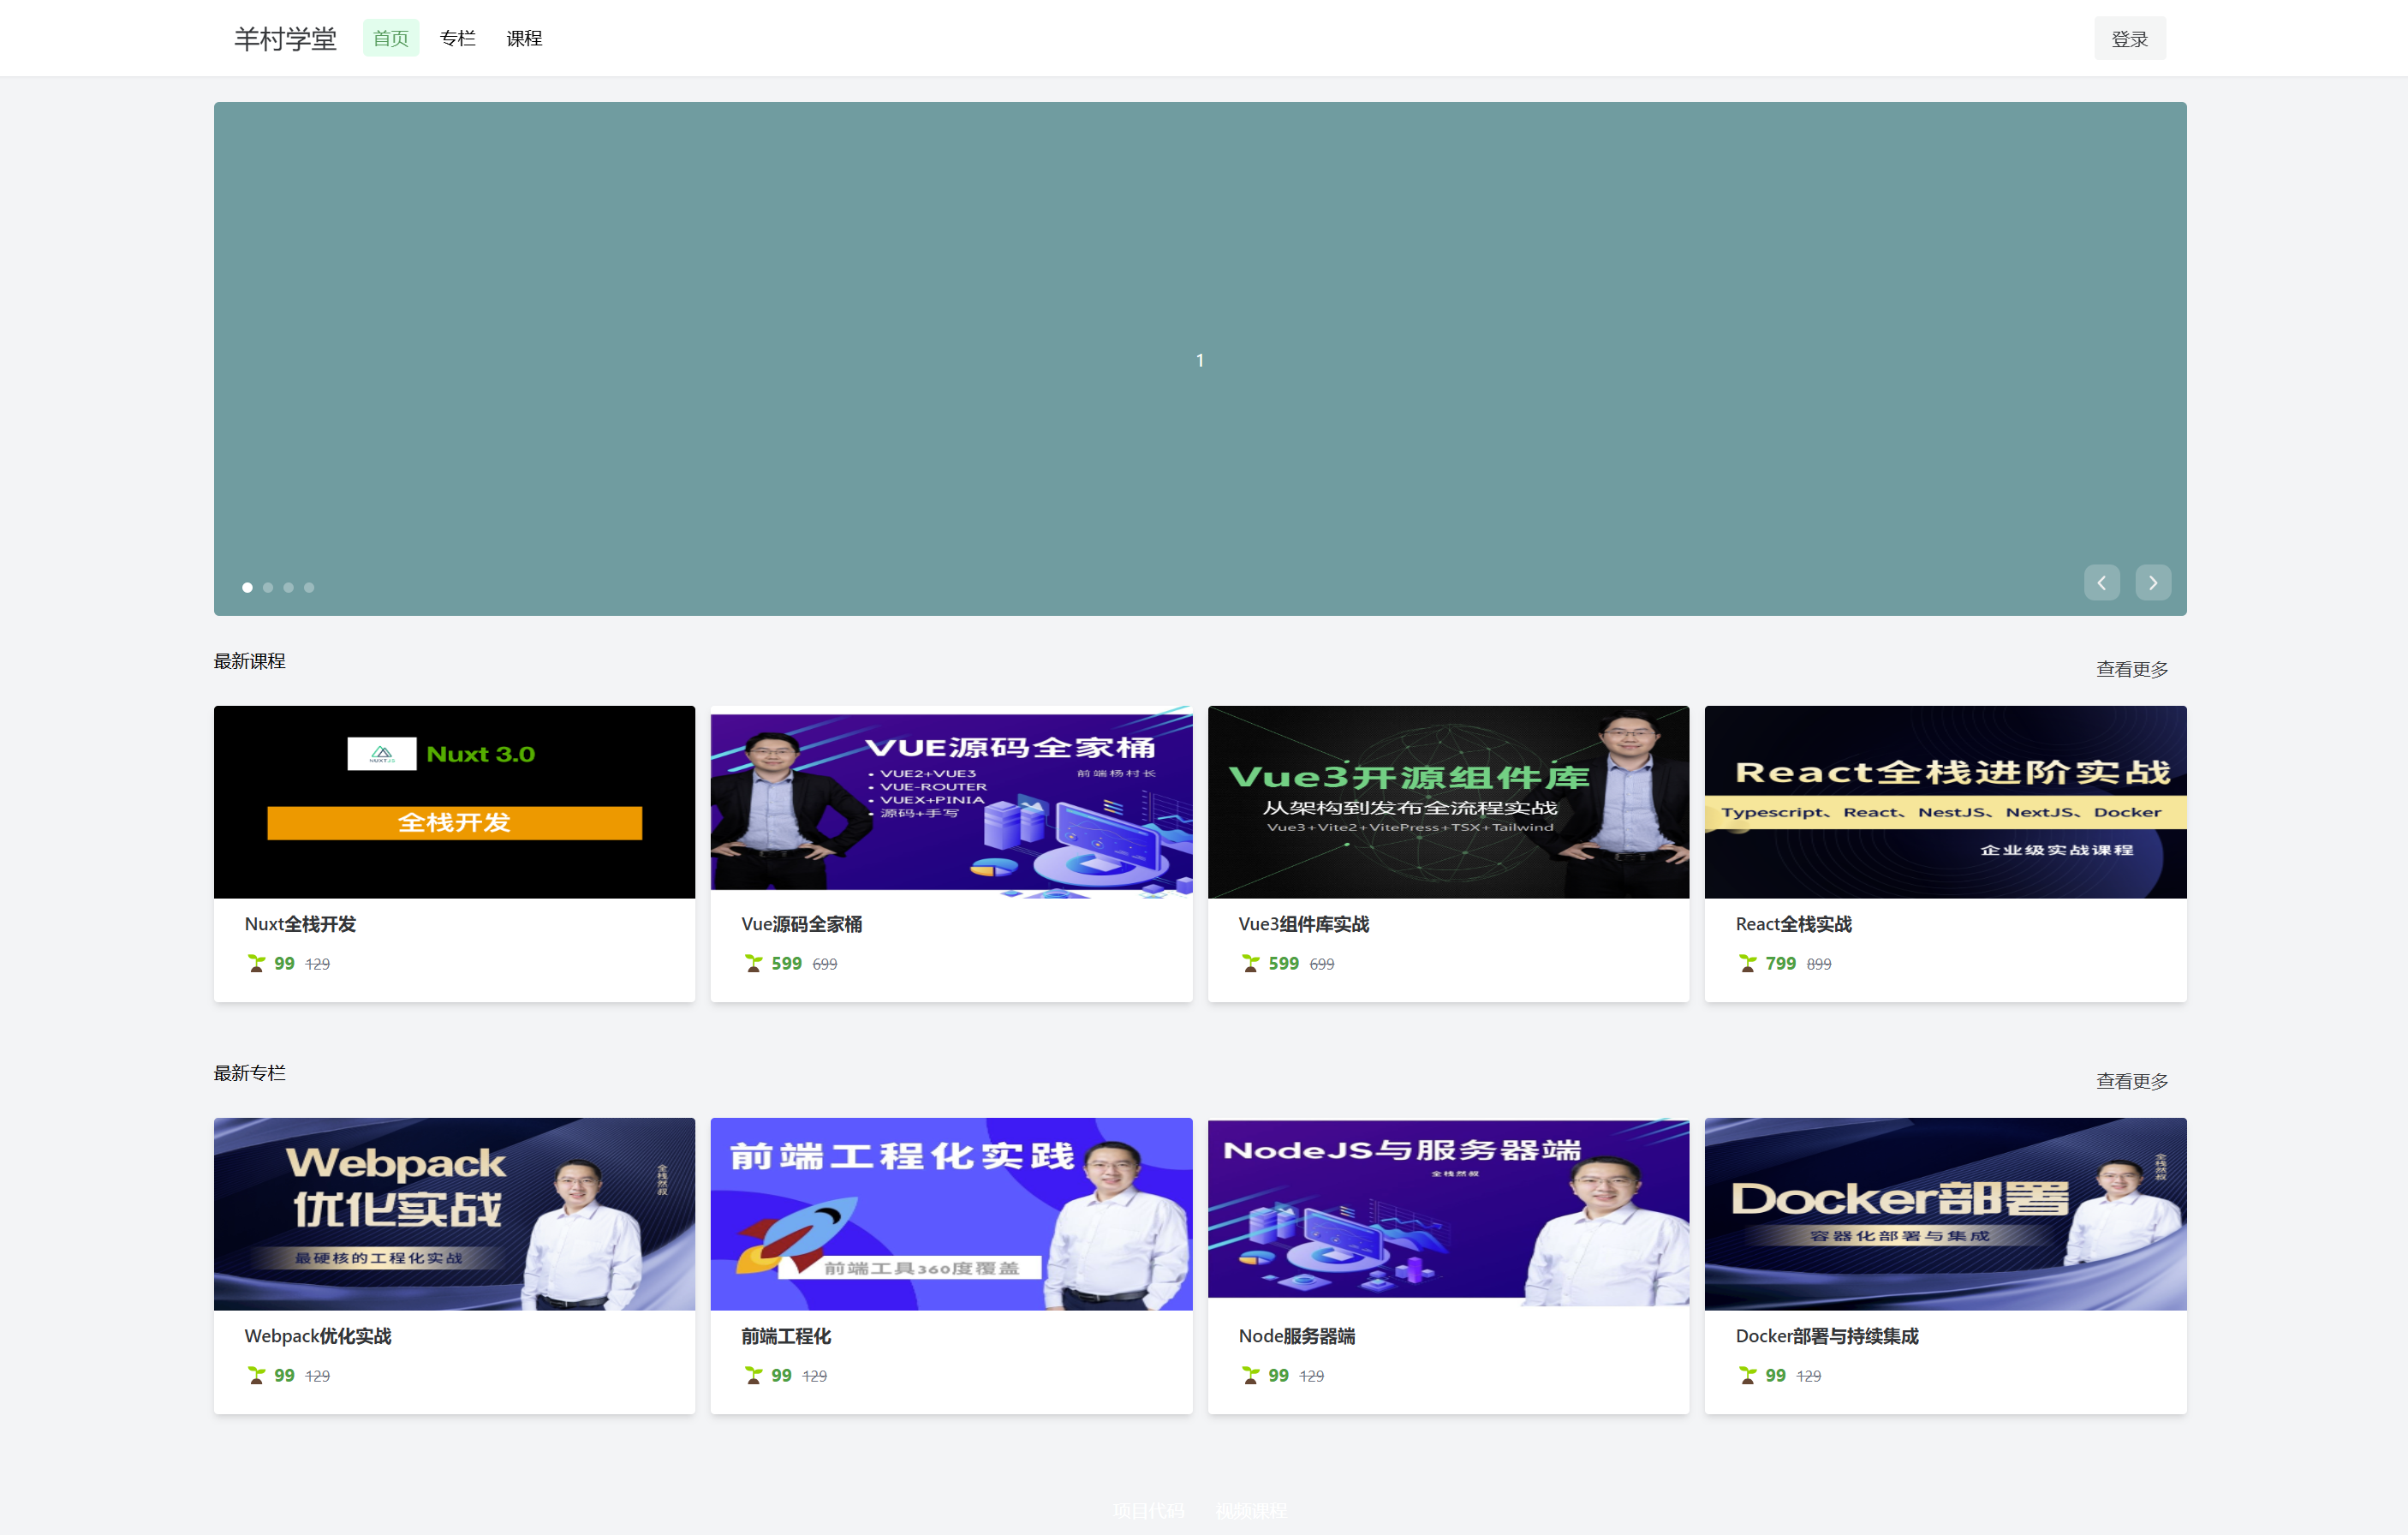 羊村学堂 首页 专栏 课程 登录
1
最新课程 查看更多
NUXTJS Nuxt 3.0
全栈开发
VUE源码全家桶
前端杨村长
• VUE2+VUE3
• VUE-ROUTER
• VUEX+PINIA
• 源码+手写
Vue3开源组件库
从架构到发布全流程实战
Vue3+Vite2+VitePress+TSX+Tailwind
React全栈进阶实战
Typescript、React、NestJS、NextJS、Docker
企业级实战课程
Nuxt全栈开发
99 129
Vue源码全家桶
599 699
Vue3组件库实战
599 699
React全栈实战
799 899
最新专栏 查看更多
Webpack
优化实战
最硬核的工程化实战
全栈然叔
前端工程化实践
前端工具360度覆盖
NodeJS与服务器端
全栈然叔
Docker部署
容器化部署与集成
全栈然叔
Webpack优化实战
99 129
前端工程化
99 129
Node服务器端
99 129
Docker部署与持续集成
99 129
项目代码 视频课程